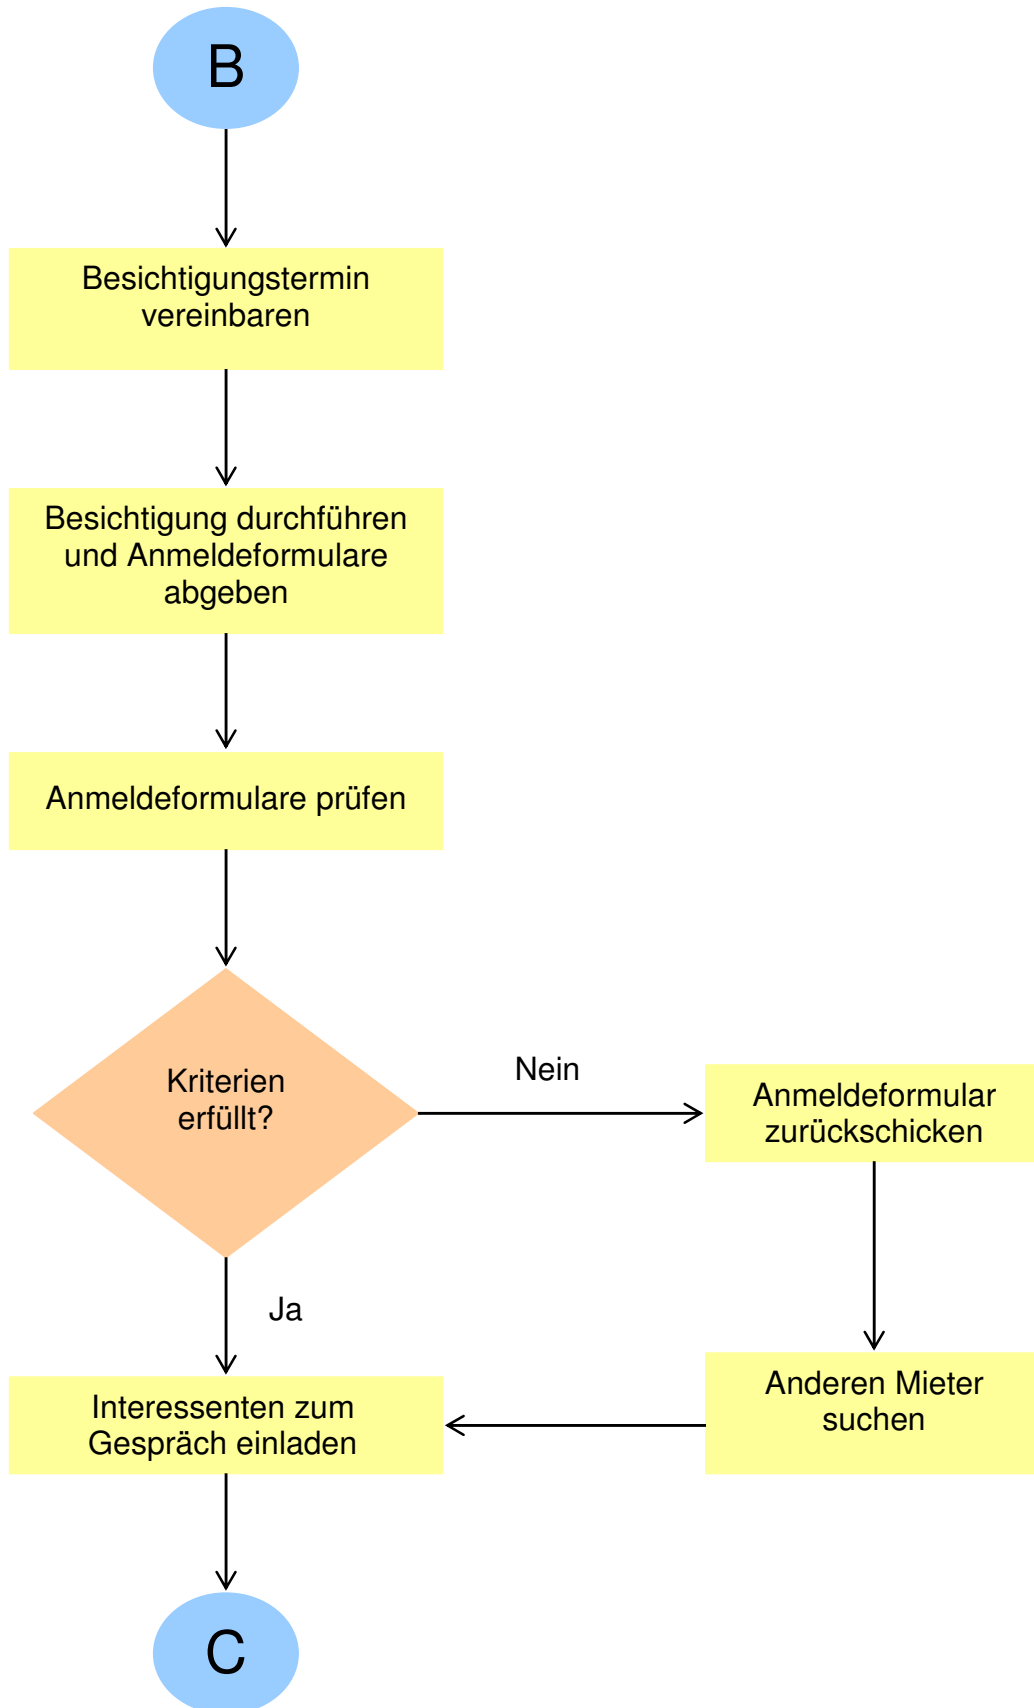 B
Besichtigungstermin
vereinbaren
Besichtigung durchführen
und Anmeldeformulare
abgeben
Anmeldeformulare prüfen
Kriterien
erfüllt?
Nein
Anmeldeformular
zurückschicken
Ja
Anderen Mieter
suchen
Interessenten zum
Gespräch einladen
C